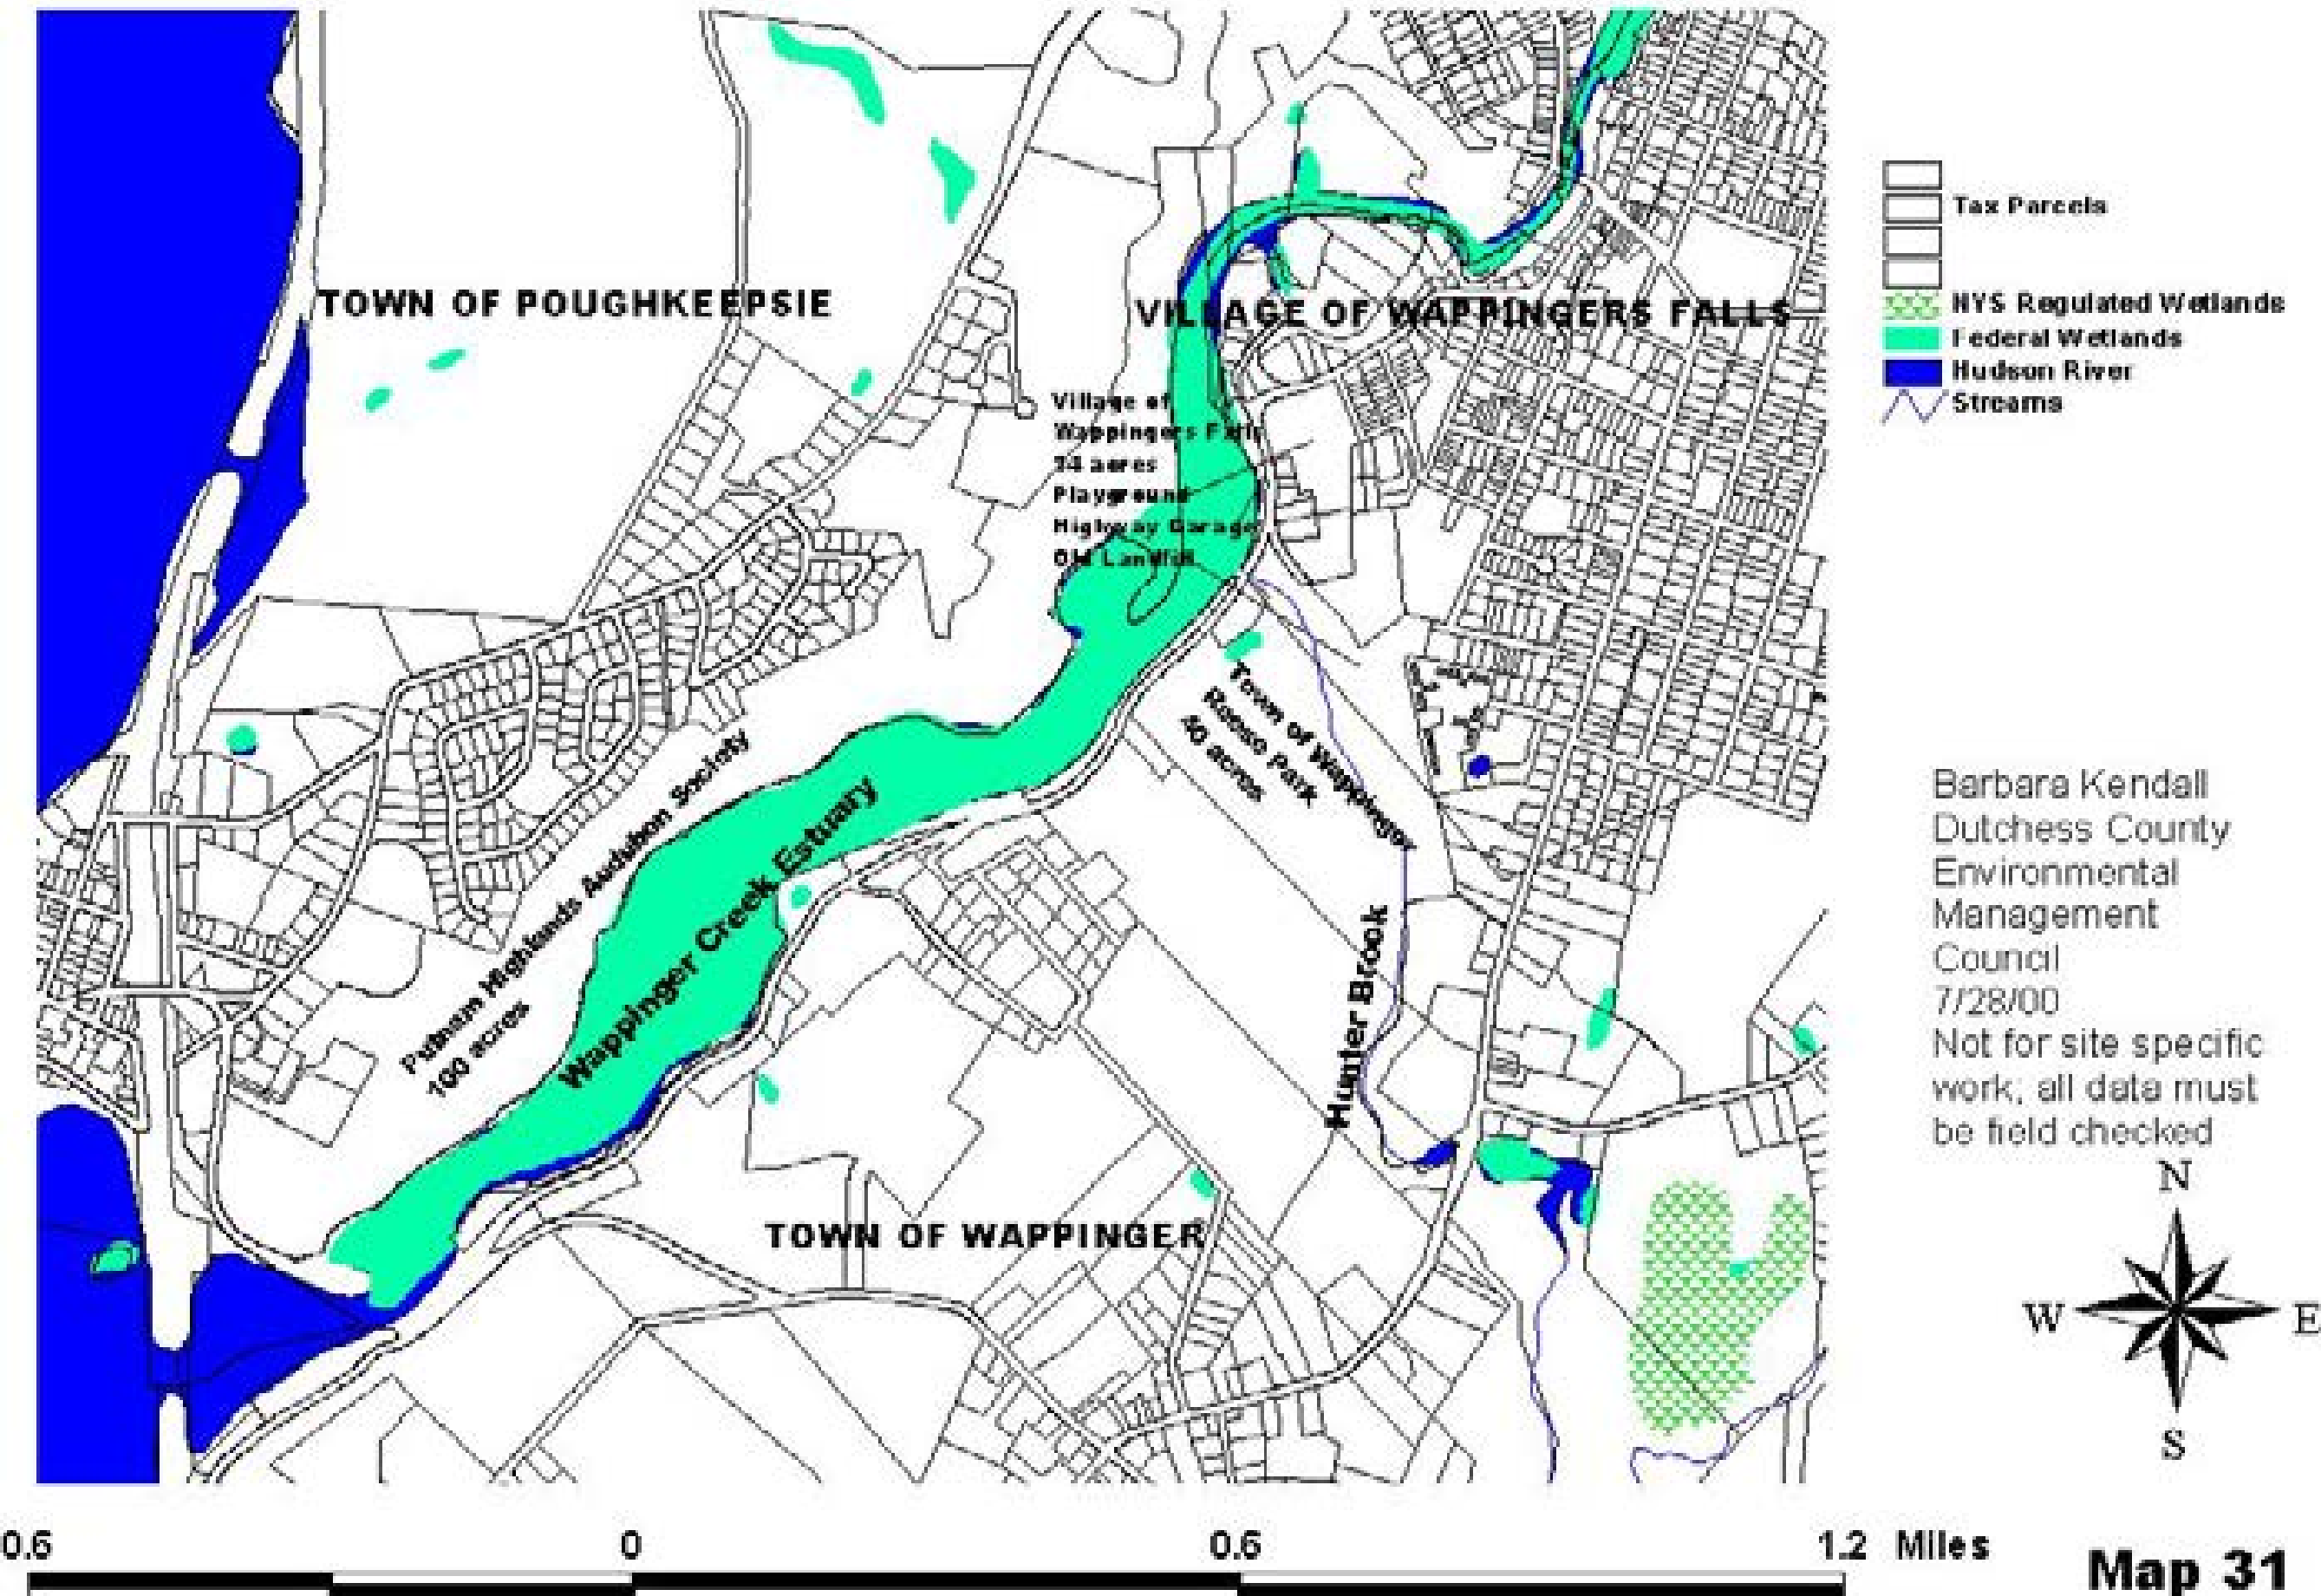 TOWN OF POUGHKEEPSIE
VILLAGE OF WAPPINGERS FALLS
Village of
Wappingers Falls
34 acres
Playground
Highway Garage
Old Landfill
Town of Wappinger
Reese Park
40 acres
Putnam Highlands Audubon Society
100 acres
Wappinger Creek Estuary
Hunter Brook
TOWN OF WAPPINGER
Tax Parcels
NYS Regulated Wetlands
Federal Wetlands
Hudson River
Streams
Barbara Kendall
Dutchess County
Environmental
Management
Council
7/28/00
Not for site specific
work; all data must
be field checked
N
W E
S
0.6 0 0.6 1.2 Miles
Map 31